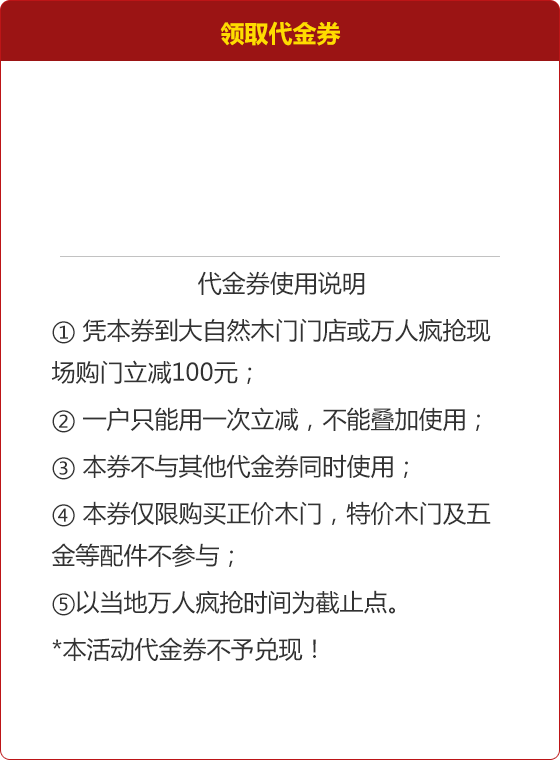 领取代金券
代金券使用说明
① 凭本券到大自然木门门店或万人疯抢现
场购门立减100元；
② 一户只能用一次立减，不能叠加使用；
③ 本券不与其他代金券同时使用；
④ 本券仅限购买正价木门，特价木门及五
金等配件不参与；
⑤以当地万人疯抢时间为截止点。
*本活动代金券不予兑现！